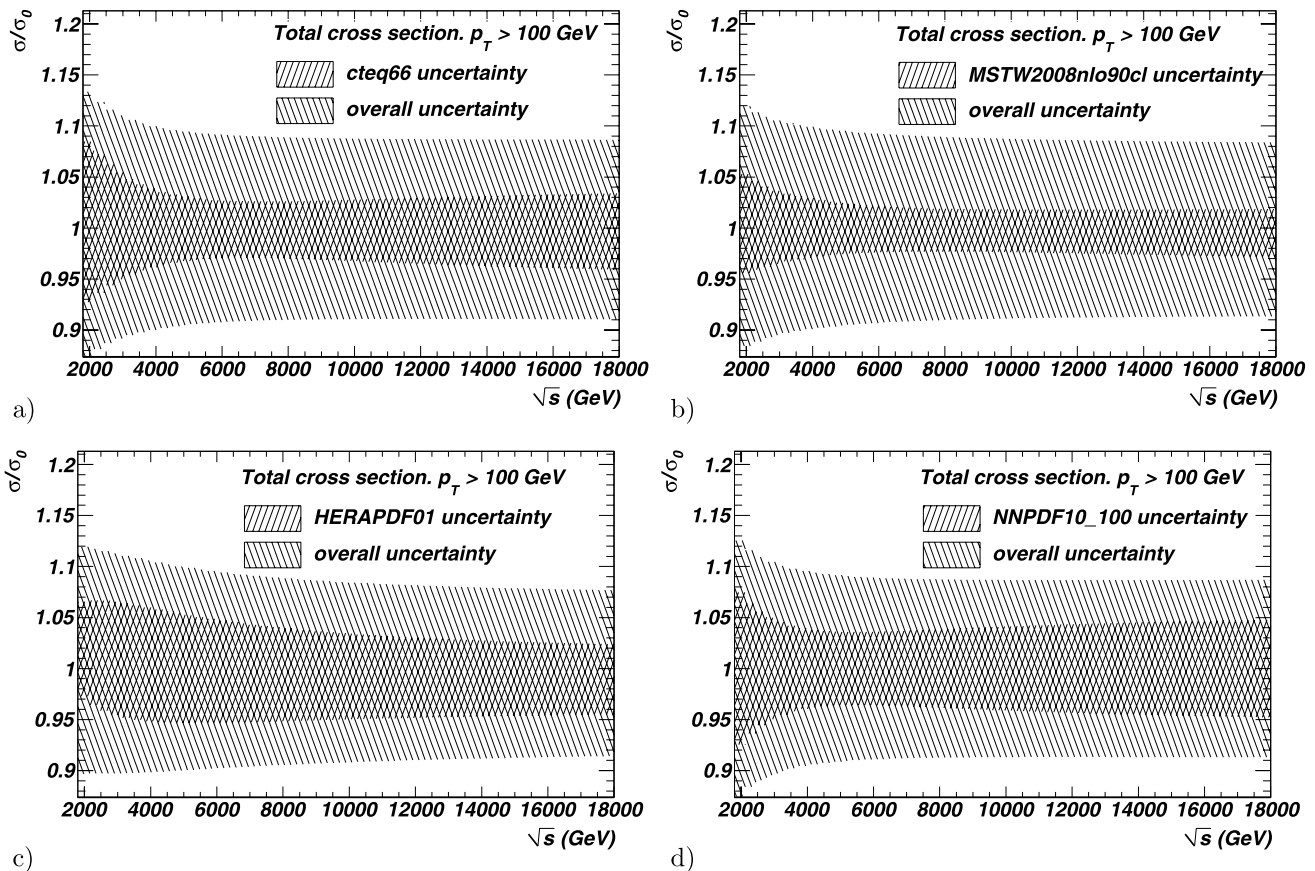 σ/σ0
1.2
1.15
1.1
1.05
1
0.95
0.9
Total cross section. pT > 100 GeV
cteq66 uncertainty
overall uncertainty
2000 4000 6000 8000 10000 12000 14000 16000 18000
√s (GeV)
a)
σ/σ0
1.2
1.15
1.1
1.05
1
0.95
0.9
Total cross section. pT > 100 GeV
MSTW2008nlo90cl uncertainty
overall uncertainty
2000 4000 6000 8000 10000 12000 14000 16000 18000
√s (GeV)
b)
σ/σ0
1.2
1.15
1.1
1.05
1
0.95
0.9
Total cross section. pT > 100 GeV
HERAPDF01 uncertainty
overall uncertainty
2000 4000 6000 8000 10000 12000 14000 16000 18000
√s (GeV)
c)
σ/σ0
1.2
1.15
1.1
1.05
1
0.95
0.9
Total cross section. pT > 100 GeV
NNPDF10_100 uncertainty
overall uncertainty
2000 4000 6000 8000 10000 12000 14000 16000 18000
√s (GeV)
d)